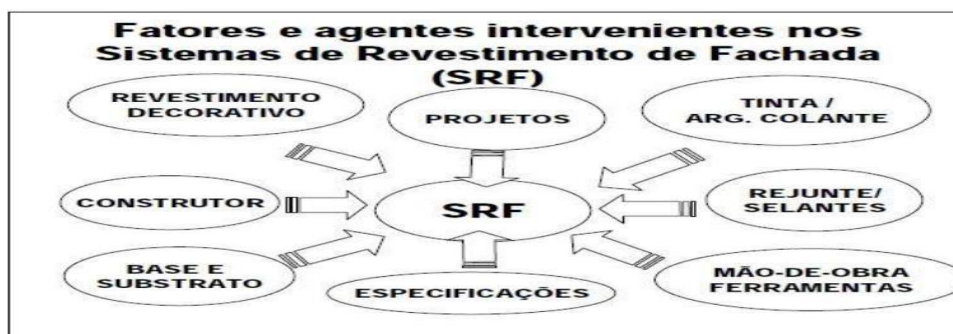 Fatores e agentes intervenientes nos
Sistemas de Revestimento de Fachada
(SRF)
REVESTIMENTO
DECORATIVO
PROJETOS
TINTA /
ARG. COLANTE
CONSTRUTOR
SRF
REJUNTE/
SELANTES
BASE E
SUBSTRATO
ESPECIFICAÇÕES
MÃO-DE-OBRA
FERRAMENTAS